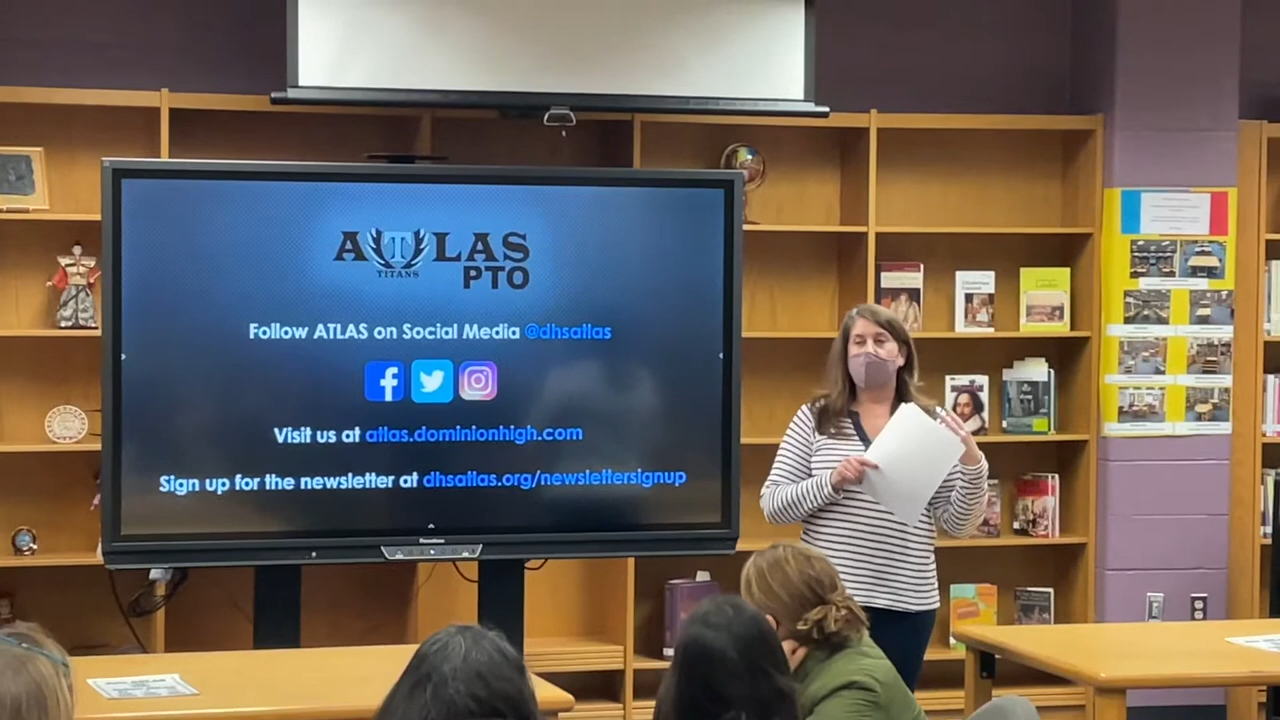 ATLAS
TITANS
PTO
Follow ATLAS on Social Media @dhsatlas
Visit us at atlas.dominionhigh.com
Sign up for the newsletter at dhsatlas.org/newslettersignup
Promethean